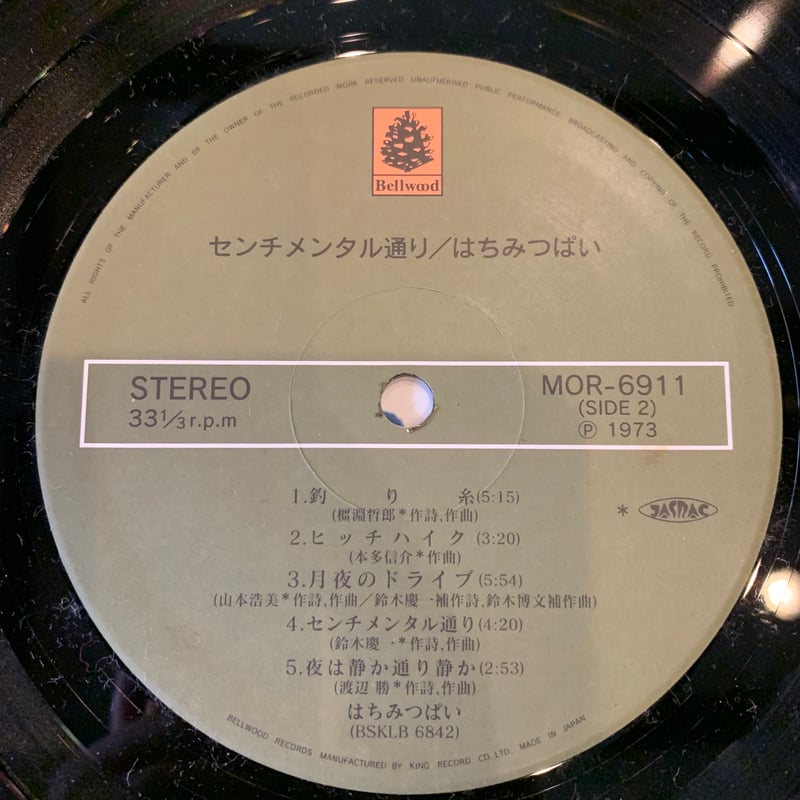 ALL RIGHTS OF THE MANUFACTURER AND OF THE OWNER OF THE RECORDED WORK RESERVED UNAUTHORISED PUBLIC PERFORMANCE BROADCASTING AND COPYING OF THE RECORD PROHIBITED
Bellwood
センチメンタル通り/はちみつぱい
STEREO
33⅓r.p.m
MOR-6911
(SIDE 2)
Ⓟ 1973
1.釣り糸(5:15)
(橿淵哲郎*作詩,作曲)
* JASRAC
2.ヒッチハイク(3:20)
(本多信介*作曲)
3.月夜のドライブ(5:54)
(山本浩美*作詩,作曲/鈴木慶一補作詩,鈴木博文補作曲)
4.センチメンタル通り(4:20)
(鈴木慶一*作詩,作曲)
5.夜は静か通り静か(2:53)
(渡辺 勝*作詩,作曲)
はちみつぱい
(BSKLB 6842)
BELLWOOD RECORDS MANUFACTURED BY KING RECORD CO.LTD. MADE IN JAPAN